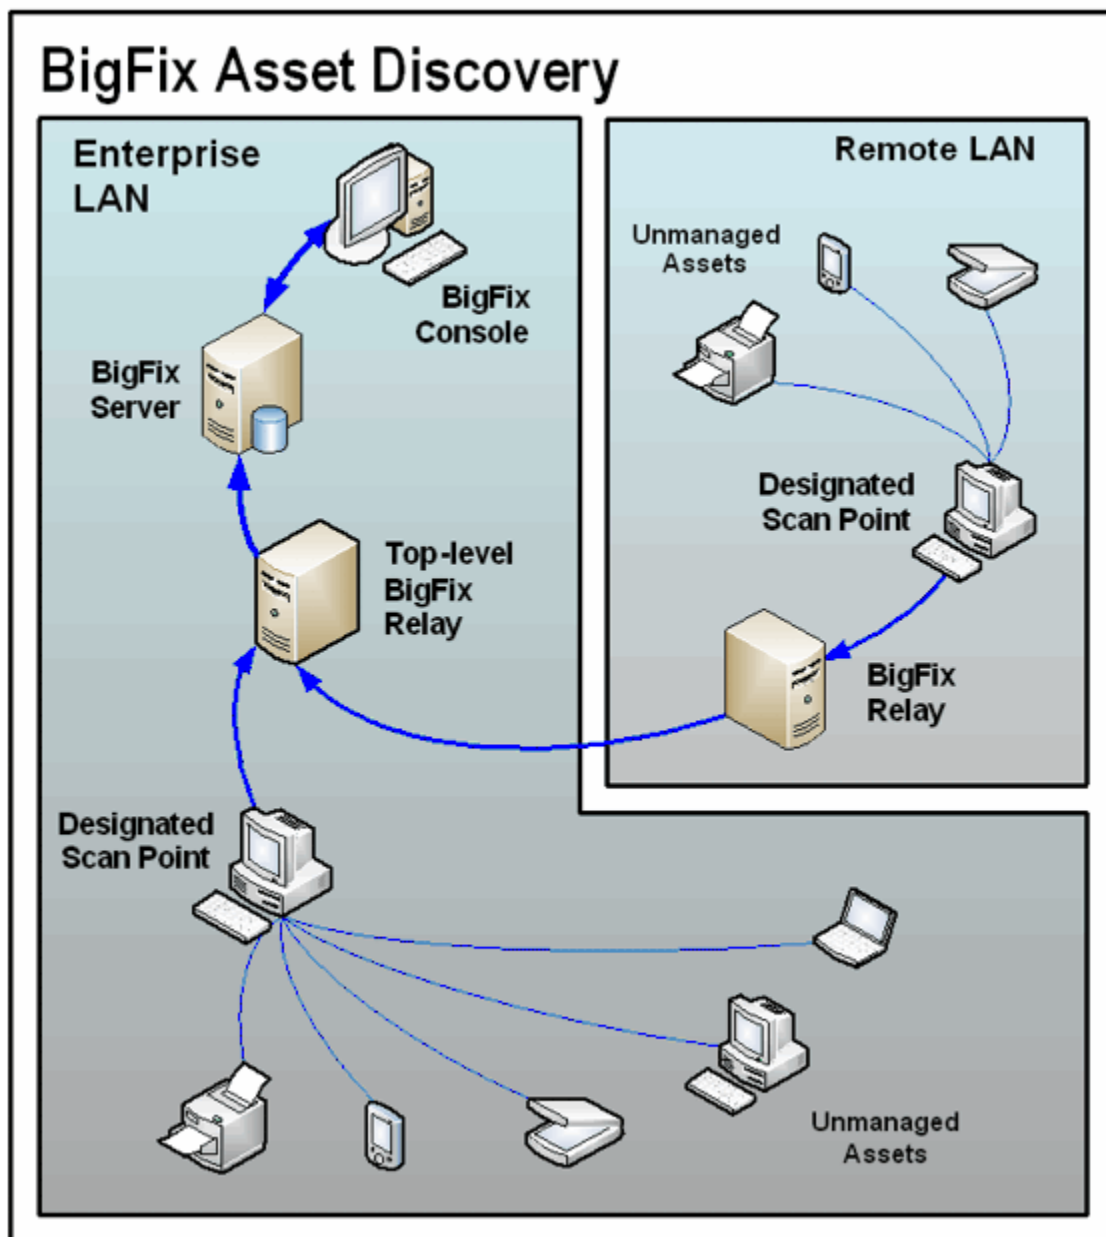 BigFix Asset Discovery
Enterprise
LAN
BigFix
Console
BigFix
Server
Top-level
BigFix
Relay
Designated
Scan Point
Unmanaged
Assets
Remote LAN
Unmanaged
Assets
Designated
Scan Point
BigFix
Relay